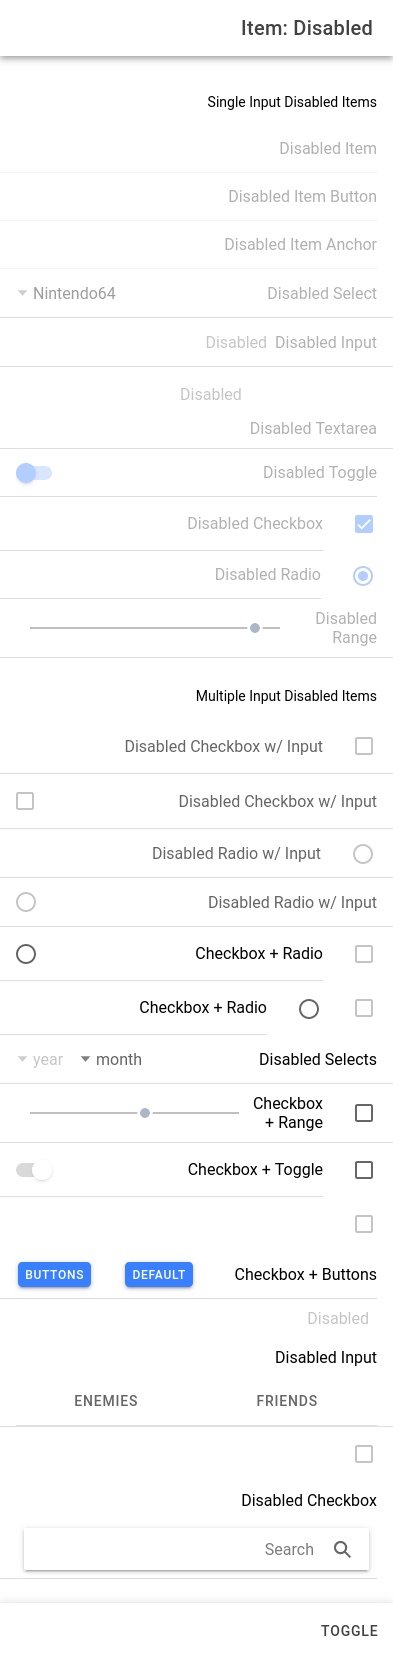 Item: Disabled
Single Input Disabled Items
Disabled Item
Disabled Item Button
Disabled Item Anchor
Disabled Select Nintendo64
Disabled Input Disabled
Disabled
Disabled Textarea
Disabled Toggle
Disabled Checkbox
Disabled Radio
Disabled
Range
Multiple Input Disabled Items
Disabled Checkbox w/ Input
Disabled Checkbox w/ Input
Disabled Radio w/ Input
Disabled Radio w/ Input
Checkbox + Radio
Checkbox + Radio
Disabled Selects month year
Checkbox
+ Range
Checkbox + Toggle
Checkbox + Buttons DEFAULT BUTTONS
Disabled
Disabled Input
FRIENDS ENEMIES
Disabled Checkbox
Search
TOGGLE